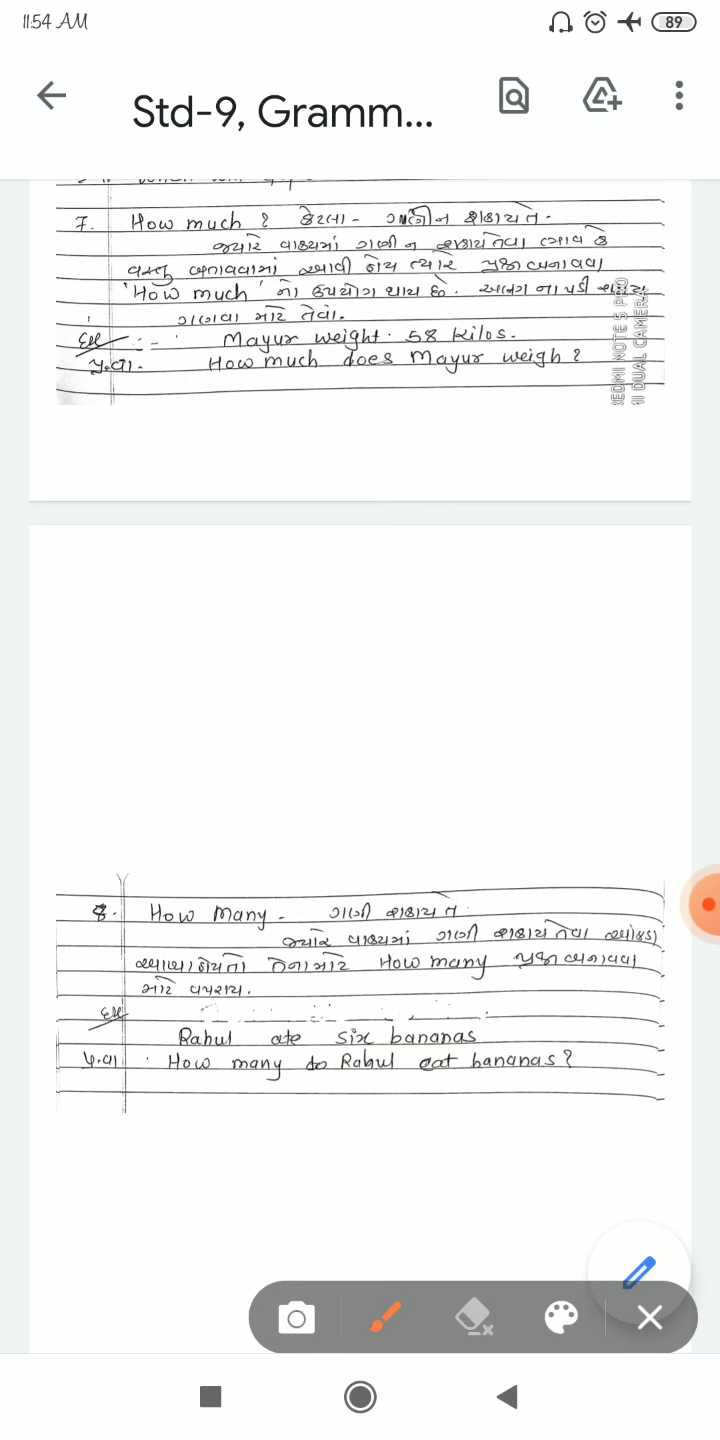 11:54 AM
89
Std-9, Gramm...
7. How much ? કેટલા - ગણી ન શકાય તે.
જ્યારે વાક્યમાં ગણી ન શકાય તેવા
વસ્તુ બનાવવામાં આવી હોય ત્યારે પ્રશ્ન બનાવવા
'How much' નો ઉપયોગ થાય છે.
ગણવા માટે તેવા.
Mayur weight. 58 kilos.
પ્ર.વા. How much does Mayur weigh ?
REDMI NOTE 5 PRO
MI DUAL CAMERA
8. How many - ગણી શકાય તે.
જ્યારે વાક્યમાં ગણી શકાય તેવા આંકડા
આપ્યા હોય તો તેના માટે How many પ્રશ્ન બનાવવા
માટે વપરાય.
Rahul ate six bananas
પ્ર.વા. How many do Rahul eat bananas?